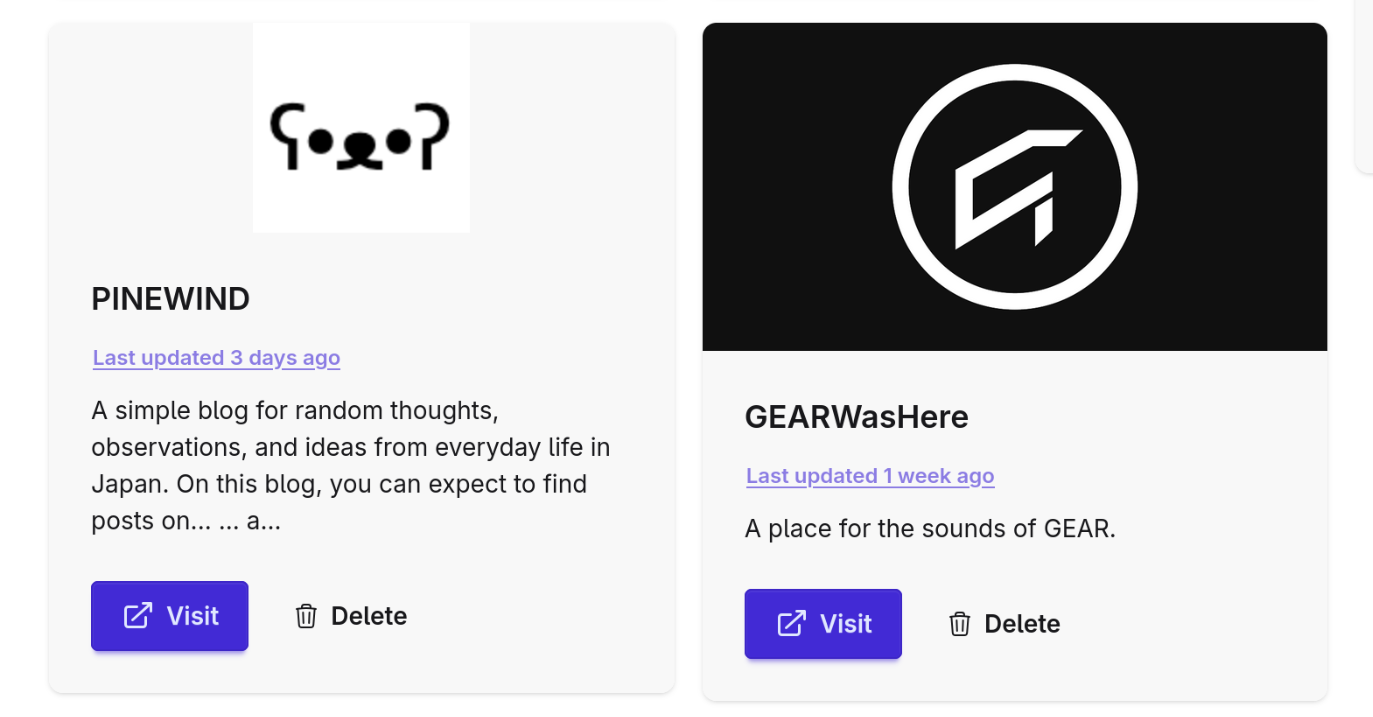 ʕ•ᴥ•ʔ
PINEWIND
Last updated 3 days ago
A simple blog for random thoughts,
observations, and ideas from everyday life in
Japan. On this blog, you can expect to find
posts on... ... a...
Visit
Delete
GEARWasHere
Last updated 1 week ago
A place for the sounds of GEAR.
Visit
Delete